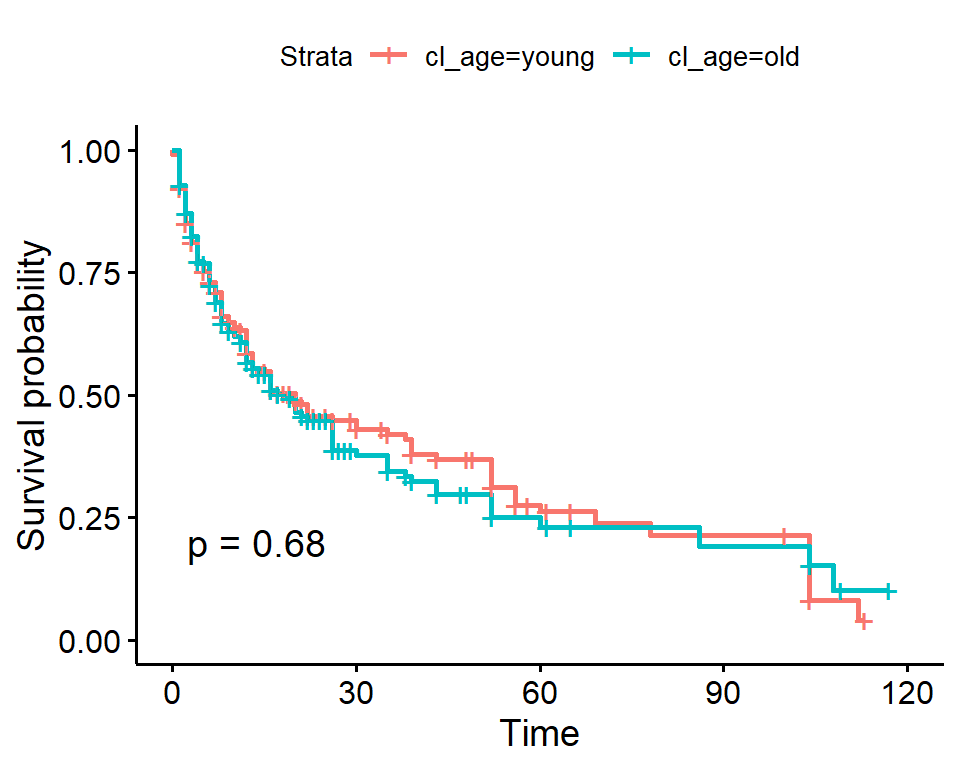 Strata cl_age=young cl_age=old
1.00
0.75
0.50
0.25
0.00
Survival probability
p = 0.68
0 30 60 90 120
Time